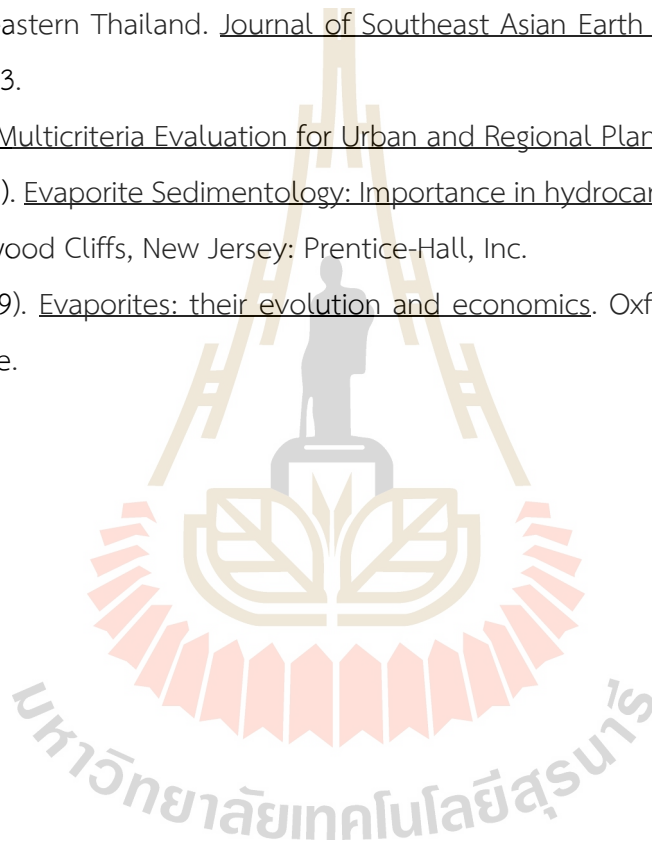 eastern Thailand. Journal of Southeast Asian Earth
3.
Multicriteria Evaluation for Urban and Regional Plan
). Evaporite Sedimentology: Importance in hydrocar
wood Cliffs, New Jersey: Prentice-Hall, Inc.
9). Evaporites: their evolution and economics. Oxf
e.
มหาวิทยาลัยเทคโนโลยีสุรนารี